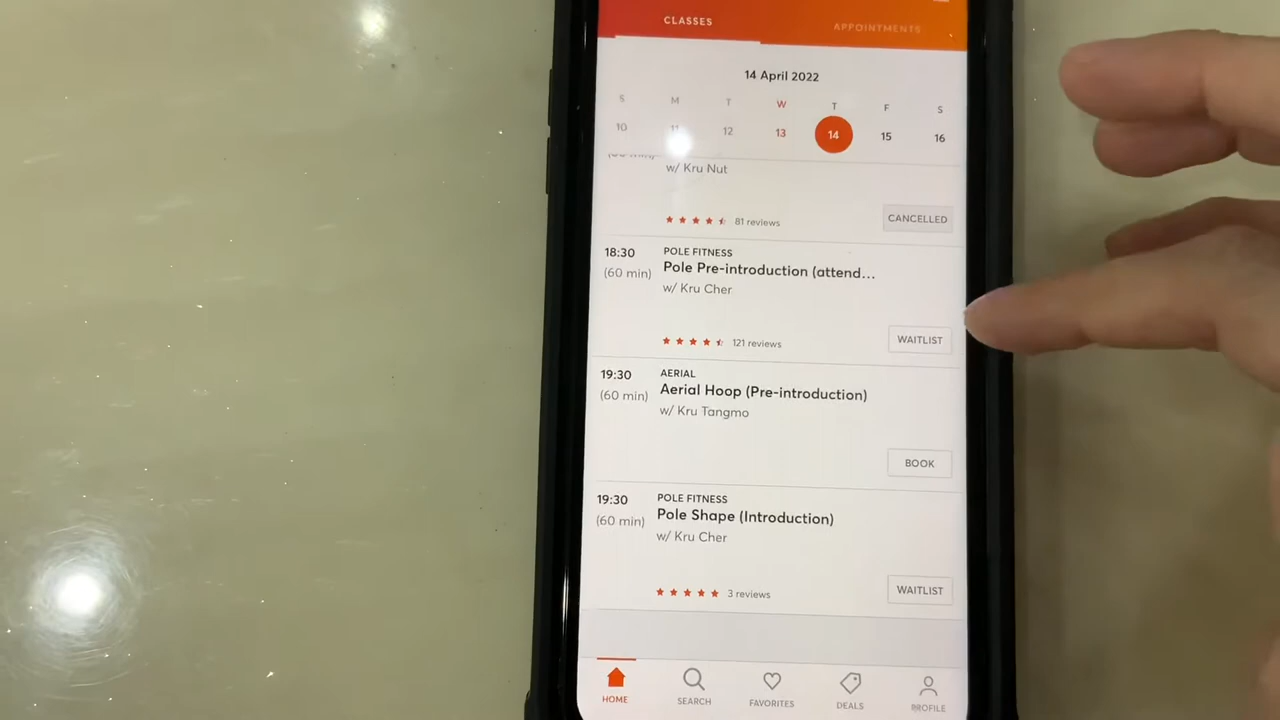 CLASSES
APPOINTMENTS
14 April 2022
S M T W T F S
10 11 12 13 14 15 16
w/ Kru Nut
81 reviews
CANCELLED
18:30
POLE FITNESS
(60 min)
Pole Pre-introduction (attend...
w/ Kru Cher
121 reviews
WAITLIST
19:30
AERIAL
(60 min)
Aerial Hoop (Pre-introduction)
w/ Kru Tangmo
BOOK
19:30
POLE FITNESS
(60 min)
Pole Shape (Introduction)
w/ Kru Cher
3 reviews
WAITLIST
HOME
SEARCH
FAVORITES
DEALS
PROFILE